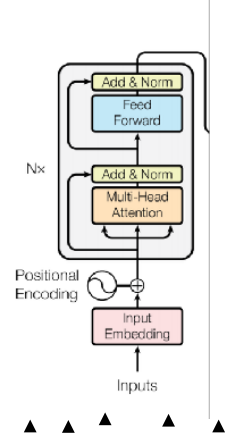 Add & Norm
Feed
Forward
Nx
Add & Norm
Multi-Head
Attention
Positional
Encoding
Input
Embedding
Inputs